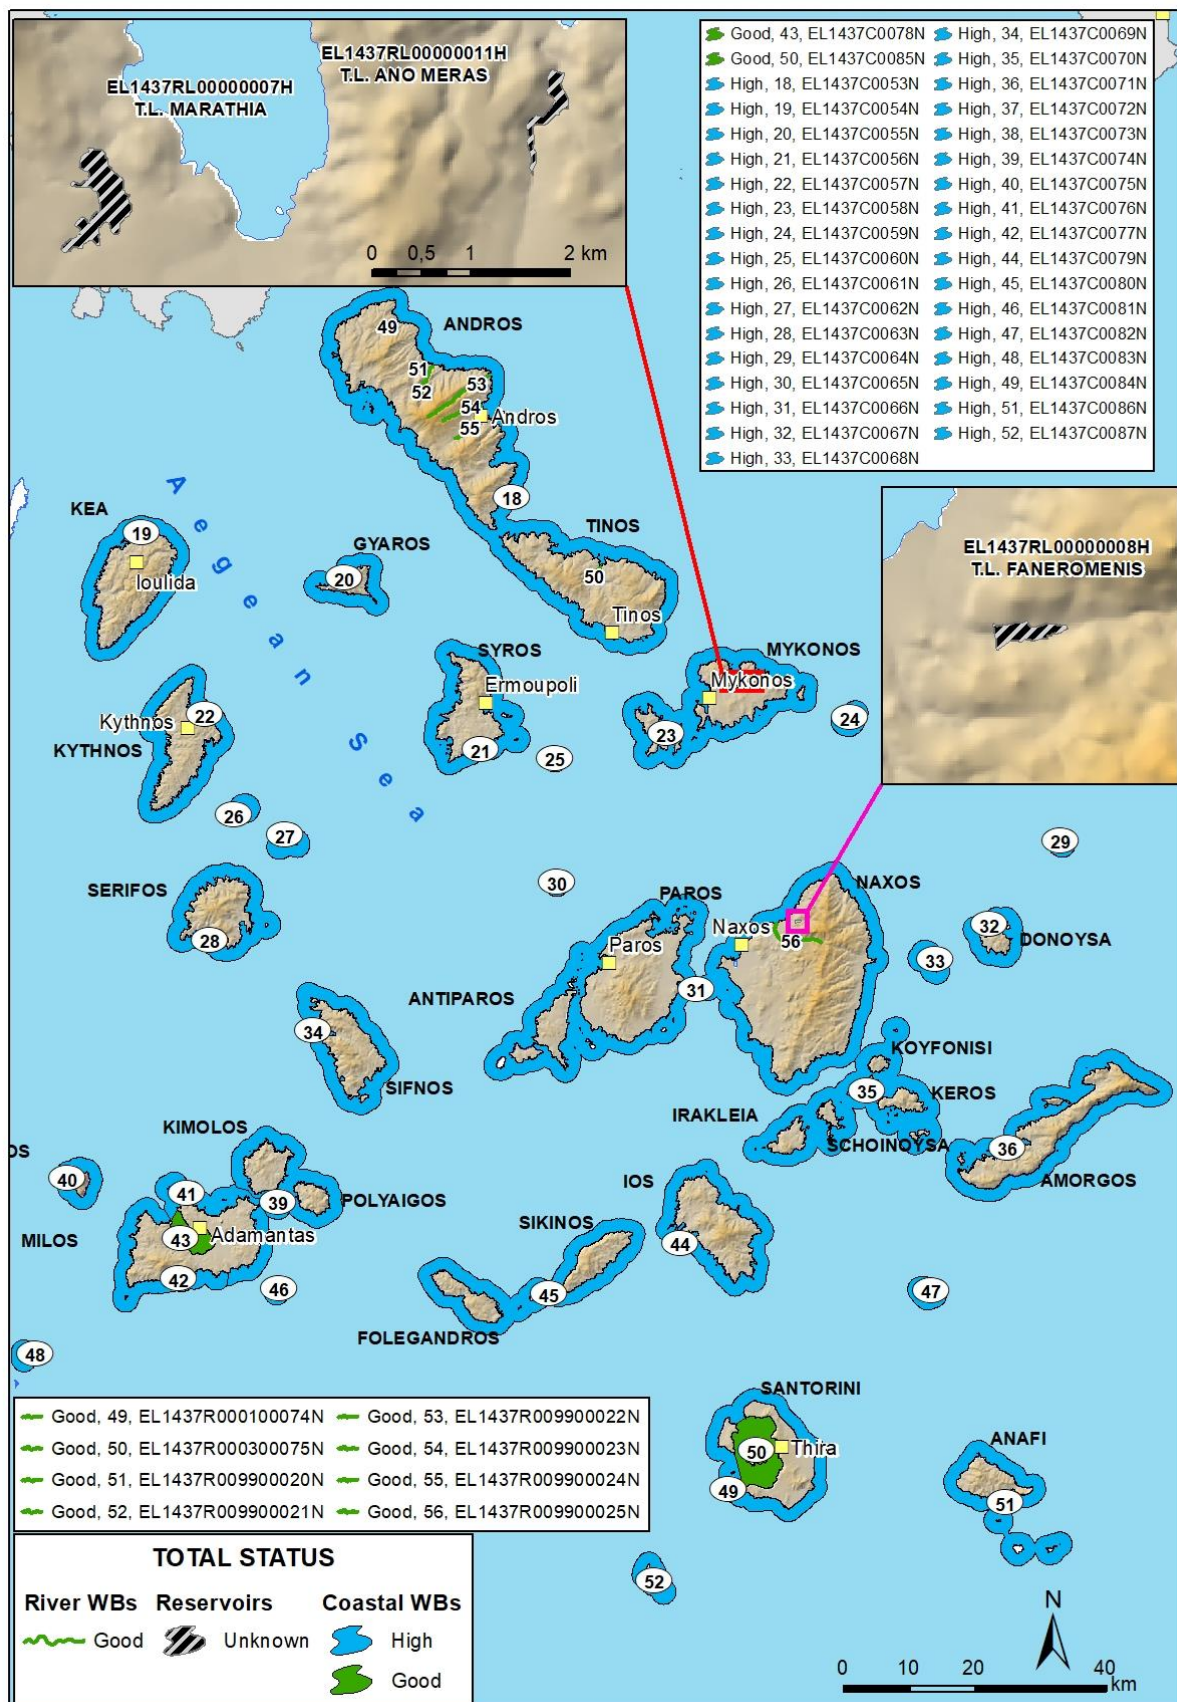 EL1437RL00000011H
T.L. ANO MERAS
EL1437RL00000007H
T.L. MARATHIA
0 0,5 1 2 km
Good, 43, EL1437C0078N
Good, 50, EL1437C0085N
High, 18, EL1437C0053N
High, 19, EL1437C0054N
High, 20, EL1437C0055N
High, 21, EL1437C0056N
High, 22, EL1437C0057N
High, 23, EL1437C0058N
High, 24, EL1437C0059N
High, 25, EL1437C0060N
High, 26, EL1437C0061N
High, 27, EL1437C0062N
High, 28, EL1437C0063N
High, 29, EL1437C0064N
High, 30, EL1437C0065N
High, 31, EL1437C0066N
High, 32, EL1437C0067N
High, 33, EL1437C0068N
High, 34, EL1437C0069N
High, 35, EL1437C0070N
High, 36, EL1437C0071N
High, 37, EL1437C0072N
High, 38, EL1437C0073N
High, 39, EL1437C0074N
High, 40, EL1437C0075N
High, 41, EL1437C0076N
High, 42, EL1437C0077N
High, 44, EL1437C0079N
High, 45, EL1437C0080N
High, 46, EL1437C0081N
High, 47, EL1437C0082N
High, 48, EL1437C0083N
High, 49, EL1437C0084N
High, 51, EL1437C0086N
High, 52, EL1437C0087N
EL1437RL00000008H
T.L. FANEROMENIS
49
ANDROS
51
52
53
54
55
Andros
18
Aegean Sea
KEA
19
Ioulida
GYAROS
20
TINOS
50
Tinos
SYROS
Ermoupoli
21
25
MYKONOS
Mykonos
23
24
Kythnos
22
KYTHNOS
26
27
29
SERIFOS
28
30
PAROS
Paros
ANTIPAROS
31
NAXOS
Naxos
56
32
DONOYSA
33
34
SIFNOS
KOYFONISI
35
KEROS
IRAKLEIA
SCHOINOYSA
36
AMORGOS
KIMOLOS
OS
40
41
39
POLYAIGOS
MILOS
43
Adamantas
42
46
IOS
44
SIKINOS
45
FOLEGANDROS
47
48
SANTORINI
50
Thira
49
ANAFI
51
52
Good, 49, EL1437R000100074N
Good, 50, EL1437R000300075N
Good, 51, EL1437R009900020N
Good, 52, EL1437R009900021N
Good, 53, EL1437R009900022N
Good, 54, EL1437R009900023N
Good, 55, EL1437R009900024N
Good, 56, EL1437R009900025N
TOTAL STATUS
River WBs Reservoirs Coastal WBs
Good Unknown High
Good
N
0 10 20 40
km